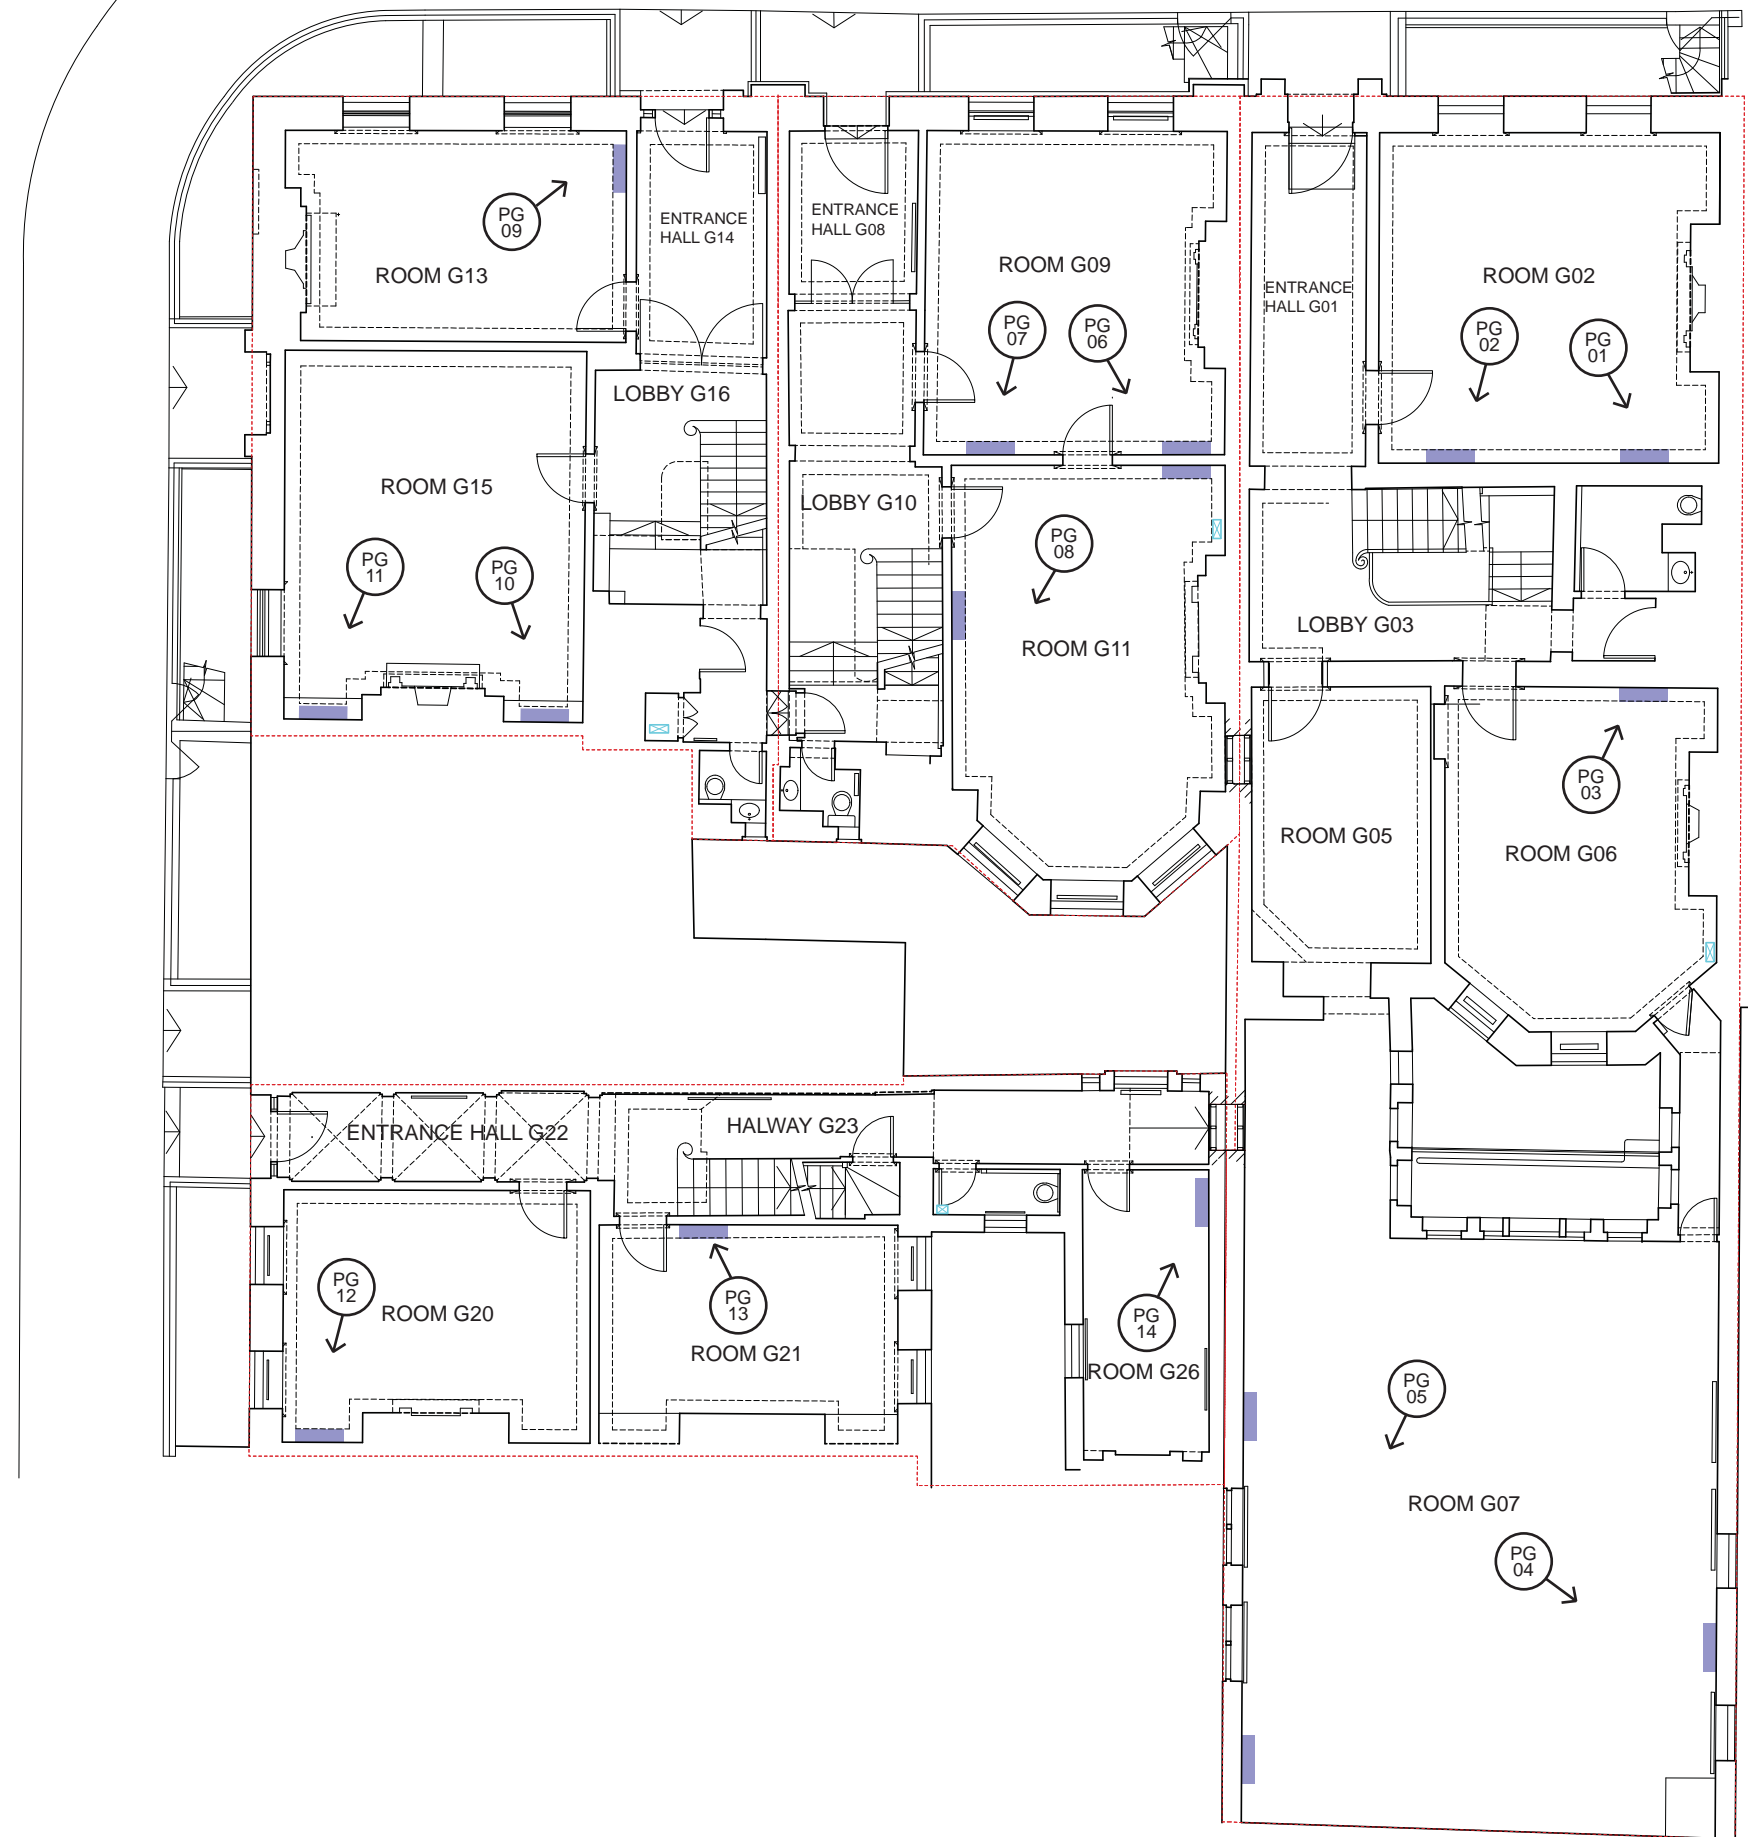 PG
09
ROOM G13
ENTRANCE
HALL G14
ENTRANCE
HALL G08
ROOM G09
PG
07
PG
06
ENTRANCE
HALL G01
ROOM G02
PG
02
PG
01
LOBBY G16
ROOM G15
PG
11
PG
10
LOBBY G10
PG
08
ROOM G11
LOBBY G03
PG
03
ROOM G05
ROOM G06
ENTRANCE HALL G22
HALWAY G23
PG
12
ROOM G20
PG
13
ROOM G21
PG
14
ROOM G26
PG
05
ROOM G07
PG
04